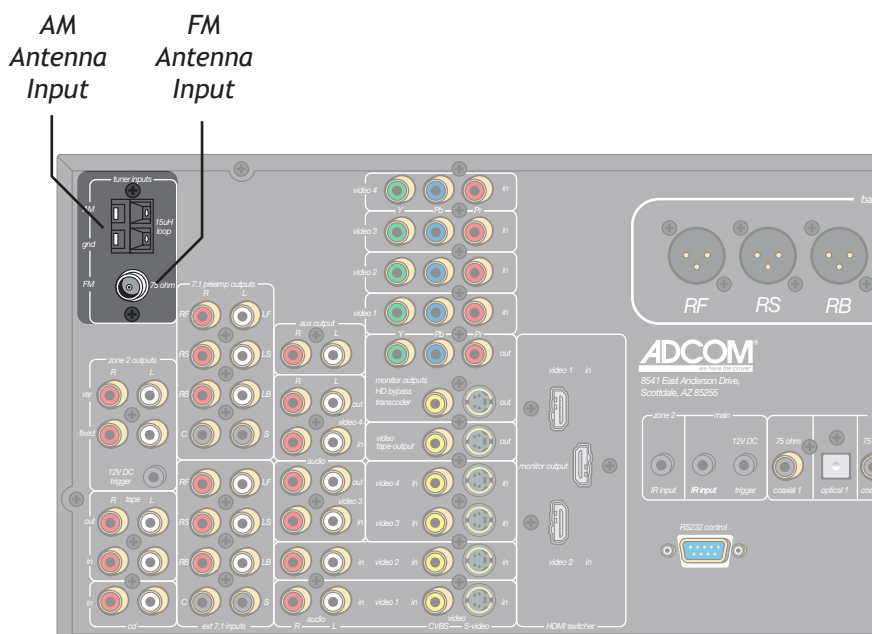 AM
Antenna
Input
FM
Antenna
Input
tuner inputs
AM
15uH
loop
gnd
FM
75 ohm
7.1 preamp outputs
R L
RF LF
RS LS
RB LB
C S
zone 2 outputs
R L
var
fixed
12V DC
trigger
R tape L
out
in
in
cd
RF LF
RS LS
RB LB
C S
ext 7.1 inputs
aux output
R L
R L
out
video 4
in
audio
out
video 3
in
in
in
audio
R L
video 4 in
Y Pb Pr
video 3 in
video 2 in
video 1 in
Y Pb Pr
out
monitor outputs
HD bypass
transcoder
out
video
tape output
out
video 4 in in
video 3 in in
video 2 in in
video 1 in in
video
CVBS S-video
video 1 in
monitor output
video 2 in
HDMI switcher
RF RS RB
ADCOM®
we have the power
8541 East Anderson Drive,
Scottdale, AZ 85255
zone 2 main
12V DC
IR input IR input trigger
75 ohm
coaxial 1 optical 1
75
RS232 control